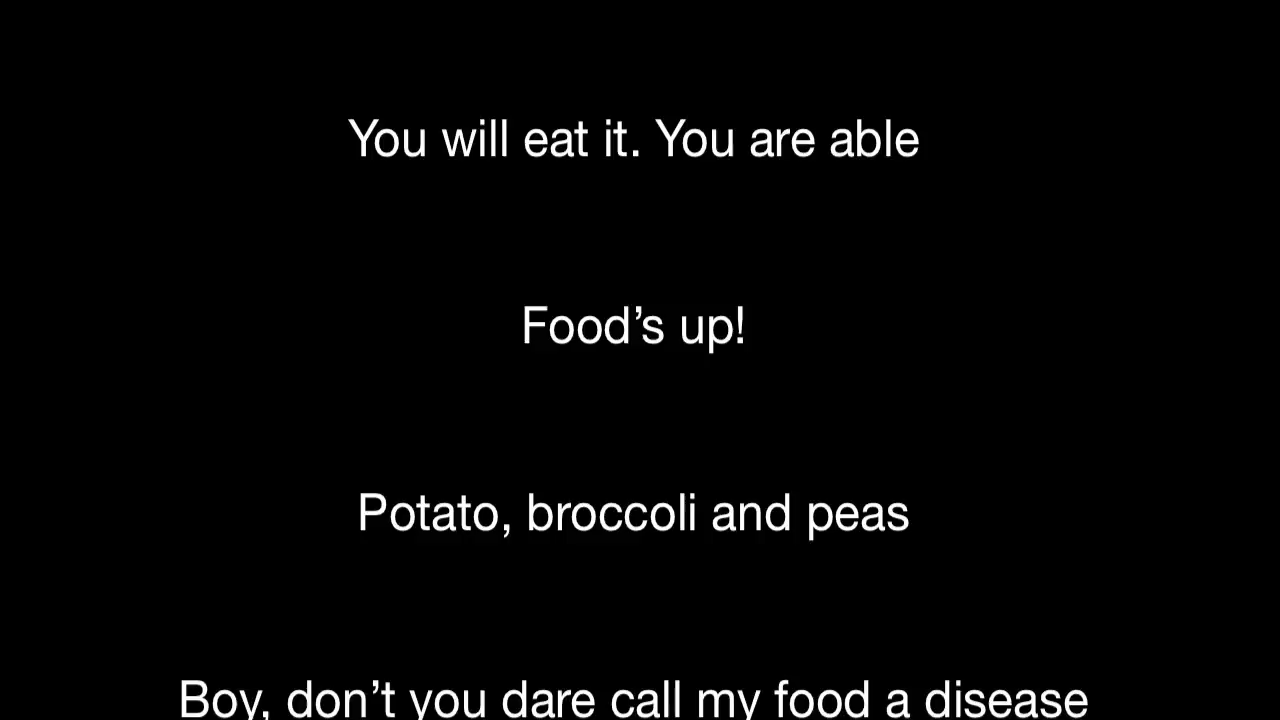 You will eat it. You are able
Food’s up!
Potato, broccoli and peas
Boy, don’t you dare call my food a disease